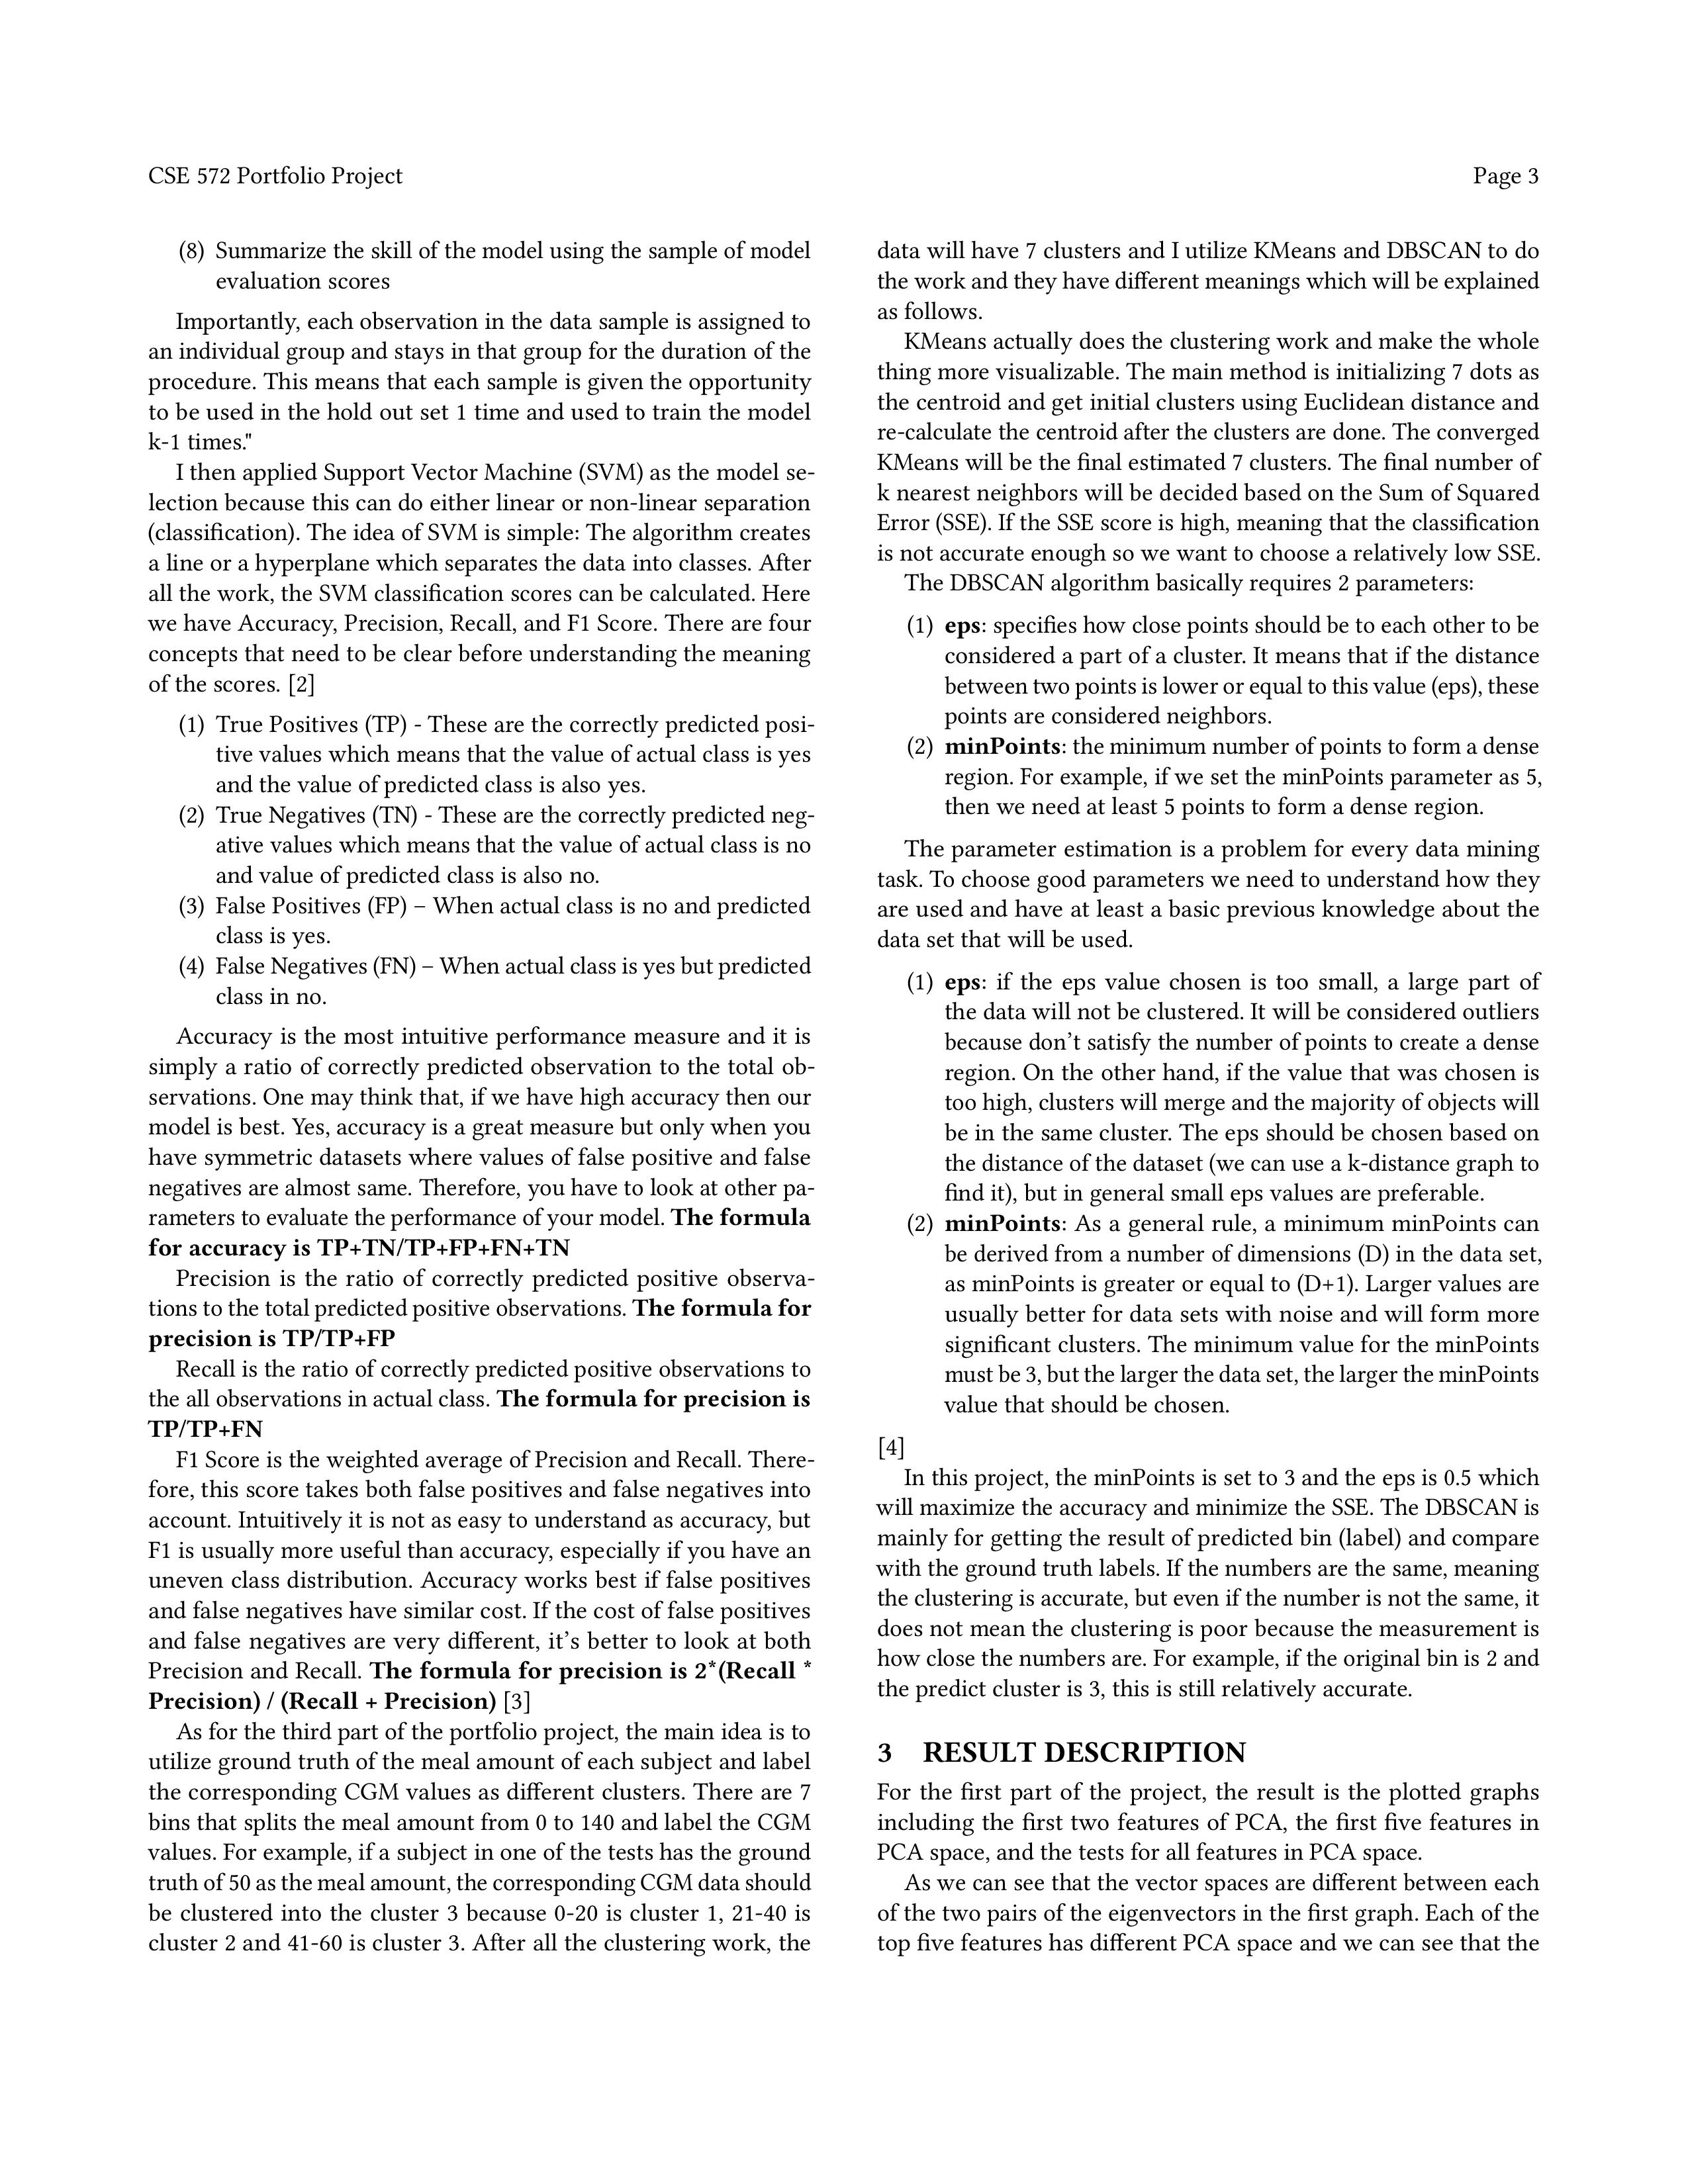 CSE 572 Portfolio Project
Page 3
(8) Summarize the skill of the model using the sample of model
evaluation scores
Importantly, each observation in the data sample is assigned to
an individual group and stays in that group for the duration of the
procedure. This means that each sample is given the opportunity
to be used in the hold out set 1 time and used to train the model
k-1 times."
I then applied Support Vector Machine (SVM) as the model se-
lection because this can do either linear or non-linear separation
(classification). The idea of SVM is simple: The algorithm creates
a line or a hyperplane which separates the data into classes. After
all the work, the SVM classification scores can be calculated. Here
we have Accuracy, Precision, Recall, and F1 Score. There are four
concepts that need to be clear before understanding the meaning
of the scores. [2]
(1) True Positives (TP) - These are the correctly predicted posi-
tive values which means that the value of actual class is yes
and the value of predicted class is also yes.
(2) True Negatives (TN) - These are the correctly predicted neg-
ative values which means that the value of actual class is no
and value of predicted class is also no.
(3) False Positives (FP) – When actual class is no and predicted
class is yes.
(4) False Negatives (FN) – When actual class is yes but predicted
class in no.
Accuracy is the most intuitive performance measure and it is
simply a ratio of correctly predicted observation to the total ob-
servations. One may think that, if we have high accuracy then our
model is best. Yes, accuracy is a great measure but only when you
have symmetric datasets where values of false positive and false
negatives are almost same. Therefore, you have to look at other pa-
rameters to evaluate the performance of your model. The formula
for accuracy is TP+TN/TP+FP+FN+TN
Precision is the ratio of correctly predicted positive observa-
tions to the total predicted positive observations. The formula for
precision is TP/TP+FP
Recall is the ratio of correctly predicted positive observations to
the all observations in actual class. The formula for precision is
TP/TP+FN
F1 Score is the weighted average of Precision and Recall. There-
fore, this score takes both false positives and false negatives into
account. Intuitively it is not as easy to understand as accuracy, but
F1 is usually more useful than accuracy, especially if you have an
uneven class distribution. Accuracy works best if false positives
and false negatives have similar cost. If the cost of false positives
and false negatives are very different, it's better to look at both
Precision and Recall. The formula for precision is 2*(Recall *
Precision) / (Recall + Precision) [3]
As for the third part of the portfolio project, the main idea is to
utilize ground truth of the meal amount of each subject and label
the corresponding CGM values as different clusters. There are 7
bins that splits the meal amount from 0 to 140 and label the CGM
values. For example, if a subject in one of the tests has the ground
truth of 50 as the meal amount, the corresponding CGM data should
be clustered into the cluster 3 because 0-20 is cluster 1, 21-40 is
cluster 2 and 41-60 is cluster 3. After all the clustering work, the
data will have 7 clusters and I utilize KMeans and DBSCAN to do
the work and they have different meanings which will be explained
as follows.
KMeans actually does the clustering work and make the whole
thing more visualizable. The main method is initializing 7 dots as
the centroid and get initial clusters using Euclidean distance and
re-calculate the centroid after the clusters are done. The converged
KMeans will be the final estimated 7 clusters. The final number of
k nearest neighbors will be decided based on the Sum of Squared
Error (SSE). If the SSE score is high, meaning that the classification
is not accurate enough so we want to choose a relatively low SSE.
The DBSCAN algorithm basically requires 2 parameters:
(1) eps: specifies how close points should be to each other to be
considered a part of a cluster. It means that if the distance
between two points is lower or equal to this value (eps), these
points are considered neighbors.
(2) minPoints: the minimum number of points to form a dense
region. For example, if we set the minPoints parameter as 5,
then we need at least 5 points to form a dense region.
The parameter estimation is a problem for every data mining
task. To choose good parameters we need to understand how they
are used and have at least a basic previous knowledge about the
data set that will be used.
(1) eps: if the eps value chosen is too small, a large part of
the data will not be clustered. It will be considered outliers
because don't satisfy the number of points to create a dense
region. On the other hand, if the value that was chosen is
too high, clusters will merge and the majority of objects will
be in the same cluster. The eps should be chosen based on
the distance of the dataset (we can use a k-distance graph to
find it), but in general small eps values are preferable.
(2) minPoints: As a general rule, a minimum minPoints can
be derived from a number of dimensions (D) in the data set,
as minPoints is greater or equal to (D+1). Larger values are
usually better for data sets with noise and will form more
significant clusters. The minimum value for the minPoints
must be 3, but the larger the data set, the larger the minPoints
value that should be chosen.
[4]
In this project, the minPoints is set to 3 and the eps is 0.5 which
will maximize the accuracy and minimize the SSE. The DBSCAN is
mainly for getting the result of predicted bin (label) and compare
with the ground truth labels. If the numbers are the same, meaning
the clustering is accurate, but even if the number is not the same, it
does not mean the clustering is poor because the measurement is
how close the numbers are. For example, if the original bin is 2 and
the predict cluster is 3, this is still relatively accurate.
3 RESULT DESCRIPTION
For the first part of the project, the result is the plotted graphs
including the first two features of PCA, the first five features in
PCA space, and the tests for all features in PCA space.
As we can see that the vector spaces are different between each
of the two pairs of the eigenvectors in the first graph. Each of the
top five features has different PCA space and we can see that the